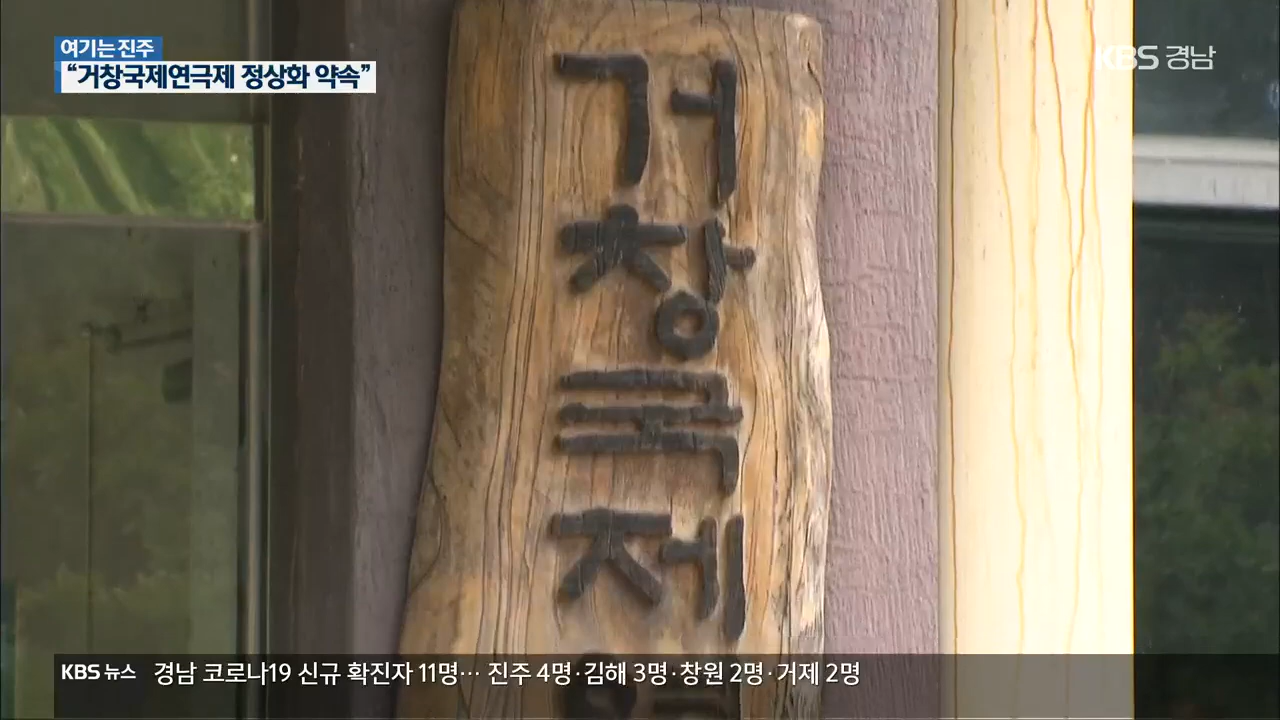 여기는 진주
“거창국제연극제 정상화 약속”
KBS 경남
거
창
국
제
KBS 뉴스 경남 코로나19 신규 확진자 11명… 진주 4명·김해 3명·창원 2명·거제 2명